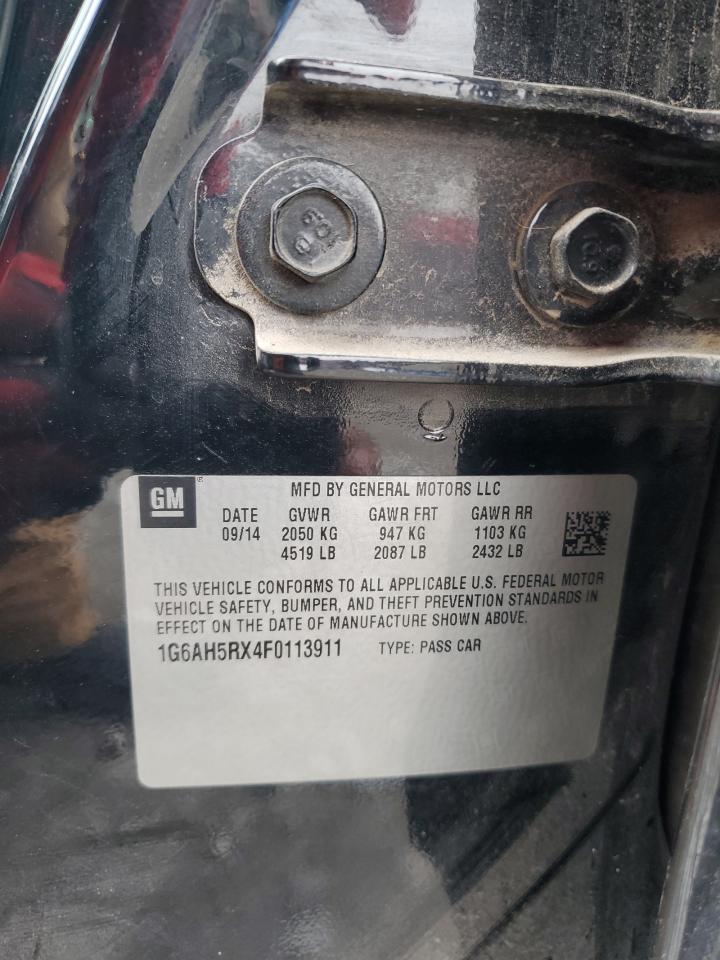 GM
MFD BY GENERAL MOTORS LLC
DATE GVWR GAWR FRT GAWR RR
09/14 2050 KG 947 KG 1103 KG
4519 LB 2087 LB 2432 LB
THIS VEHICLE CONFORMS TO ALL APPLICABLE U.S. FEDERAL MOTOR
VEHICLE SAFETY, BUMPER, AND THEFT PREVENTION STANDARDS IN
EFFECT ON THE DATE OF MANUFACTURE SHOWN ABOVE.
1G6AH5RX4F0113911 TYPE: PASS CAR